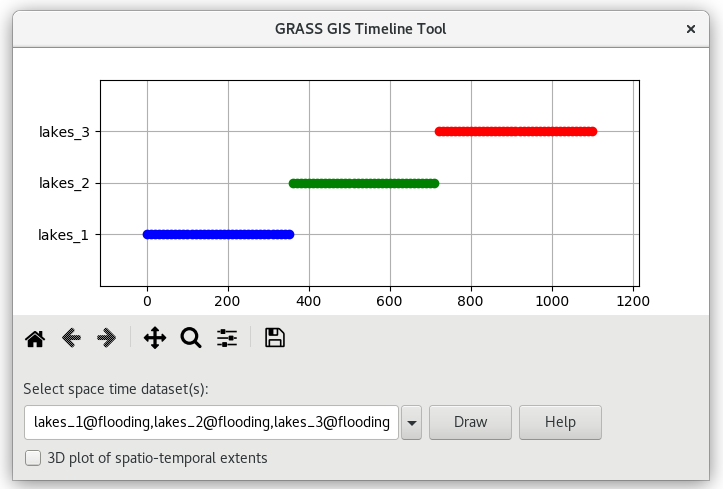 GRASS GIS Timeline Tool
lakes_3
lakes_2
lakes_1
0 200 400 600 800 1000 1200
Select space time dataset(s):
lakes_1@flooding,lakes_2@flooding,lakes_3@flooding Draw Help
3D plot of spatio-temporal extents